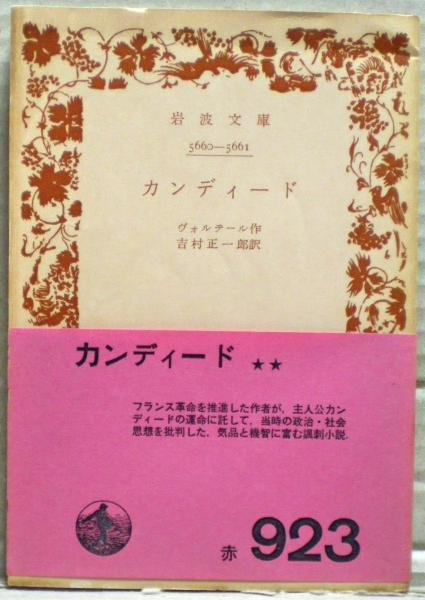 岩波文庫
5660—5661
カンディード
ヴォルテール作
吉村正一郎訳
カンディード ★★
フランス革命を推進した作者が，主人公カン
ディードの運命に託して，当時の政治・社会
思想を批判した，気品と機智に富む諷刺小説．
赤 923